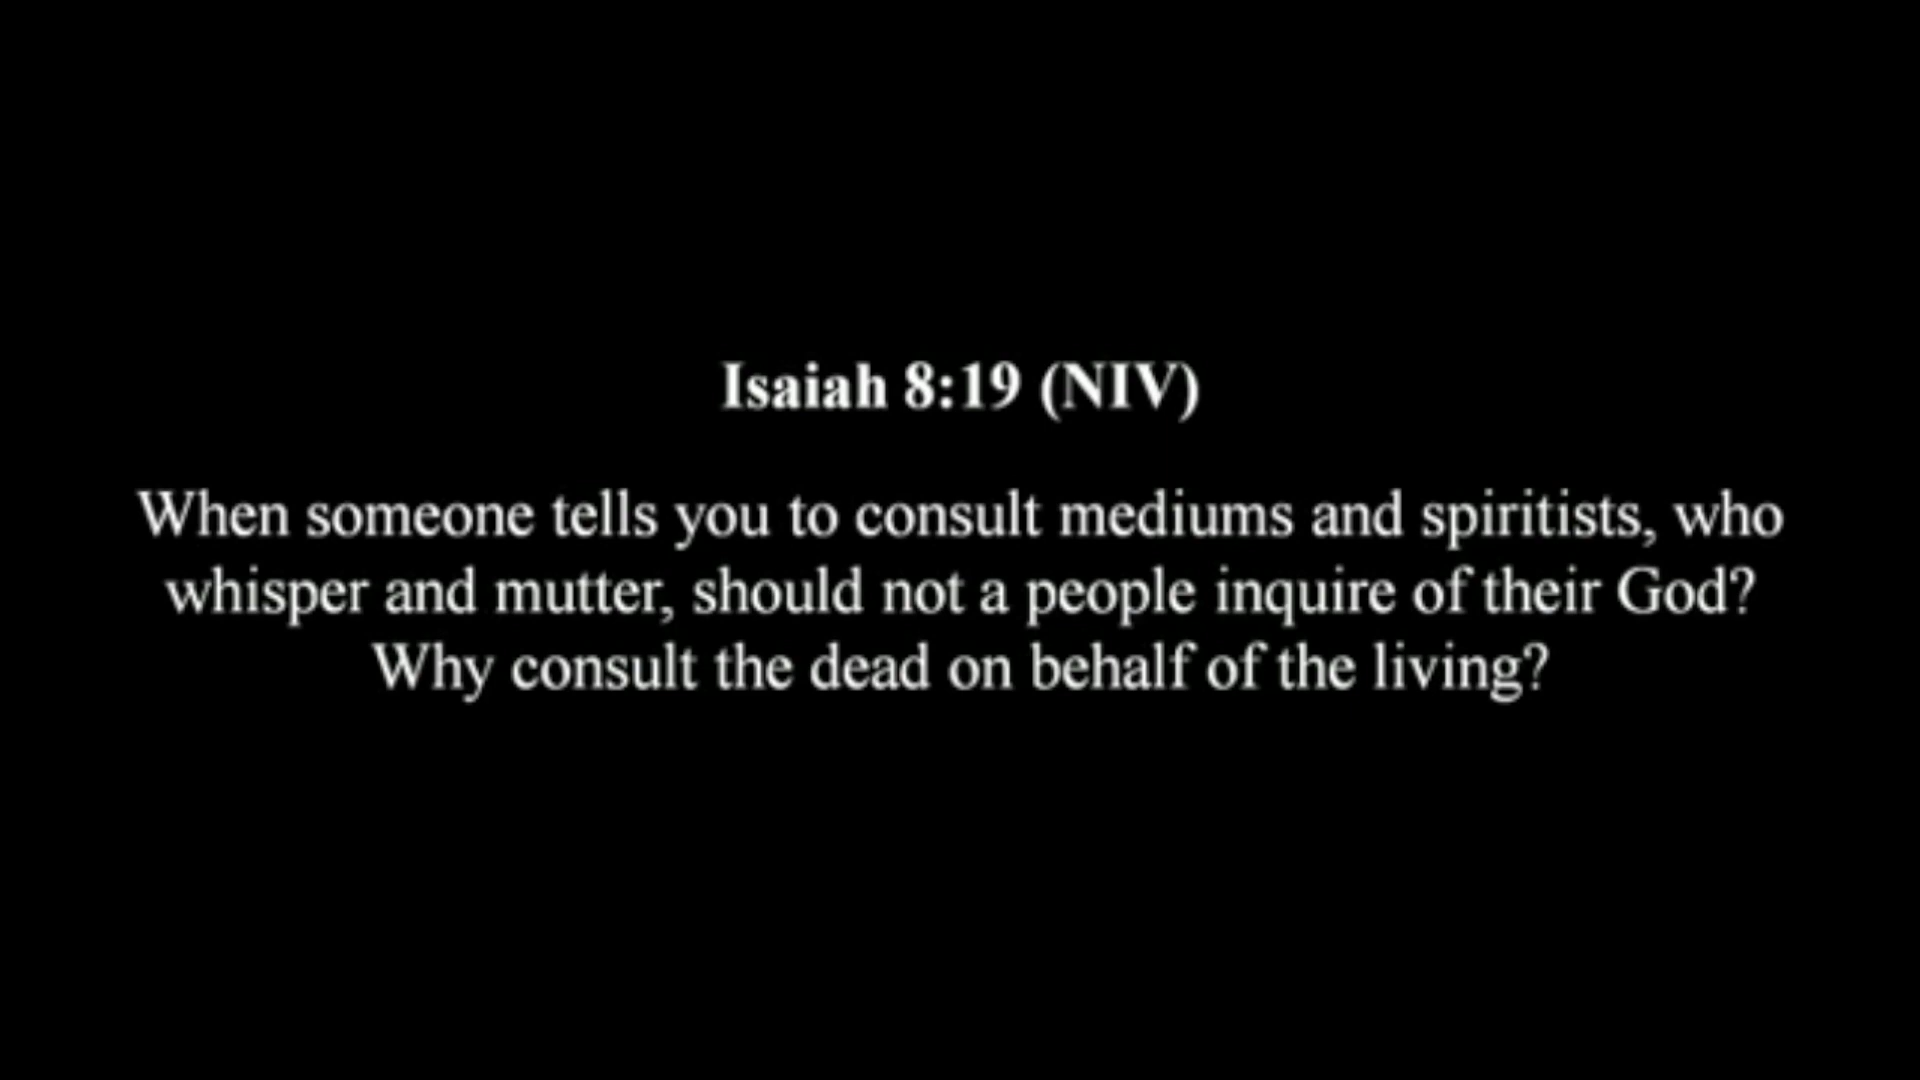 Isaiah 8:19 (NIV)
When someone tells you to consult mediums and spiritists, who
whisper and mutter, should not a people inquire of their God?
Why consult the dead on behalf of the living?